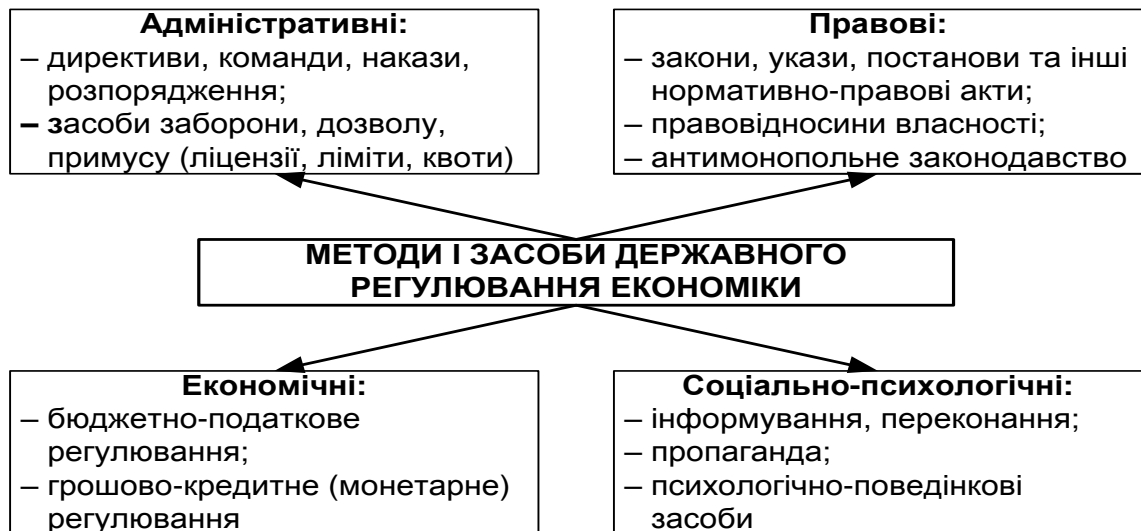 Адміністративні:
– директиви, команди, накази,
розпорядження;
– засоби заборони, дозволу,
примусу (ліцензії, ліміти, квоти)
Правові:
– закони, укази, постанови та інші
нормативно-правові акти;
– правовідносини власності;
– антимонопольне законодавство
МЕТОДИ І ЗАСОБИ ДЕРЖАВНОГО
РЕГУЛЮВАННЯ ЕКОНОМІКИ
Економічні:
– бюджетно-податкове
регулювання;
– грошово-кредитне (монетарне)
регулювання
Соціально-психологічні:
– інформування, переконання;
– пропаганда;
– психологічно-поведінкові
засоби